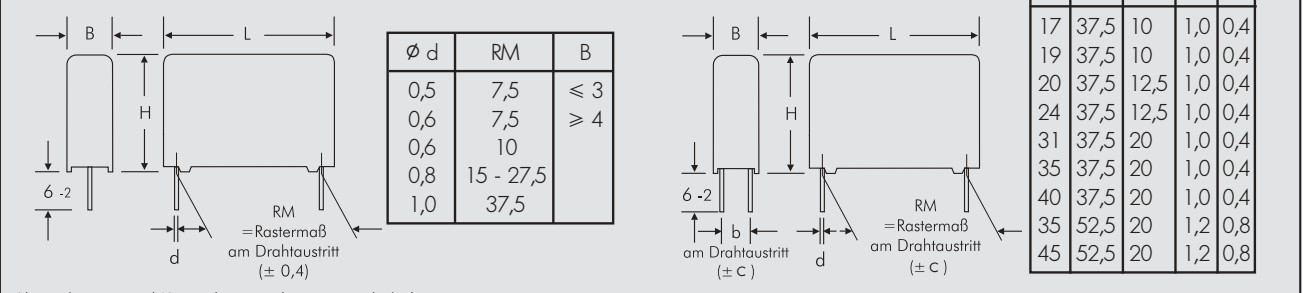 B
L
H
6 -2
d
RM
=Rastermaß
am Drahtaustritt
(± 0,4)
Ø d RM B
0,5 7,5 ⩽ 3
0,6 7,5 ⩾ 4
0,6 10
0,8 15 - 27,5
1,0 37,5
B
L
H
6 -2
b
am Drahtaustritt
(± c )
d
RM
=Rastermaß
am Drahtaustritt
(± c )
17 37,5 10 1,0 0,4
19 37,5 10 1,0 0,4
20 37,5 12,5 1,0 0,4
24 37,5 12,5 1,0 0,4
31 37,5 20 1,0 0,4
35 37,5 20 1,0 0,4
40 37,5 20 1,0 0,4
35 52,5 20 1,2 0,8
45 52,5 20 1,2 0,8